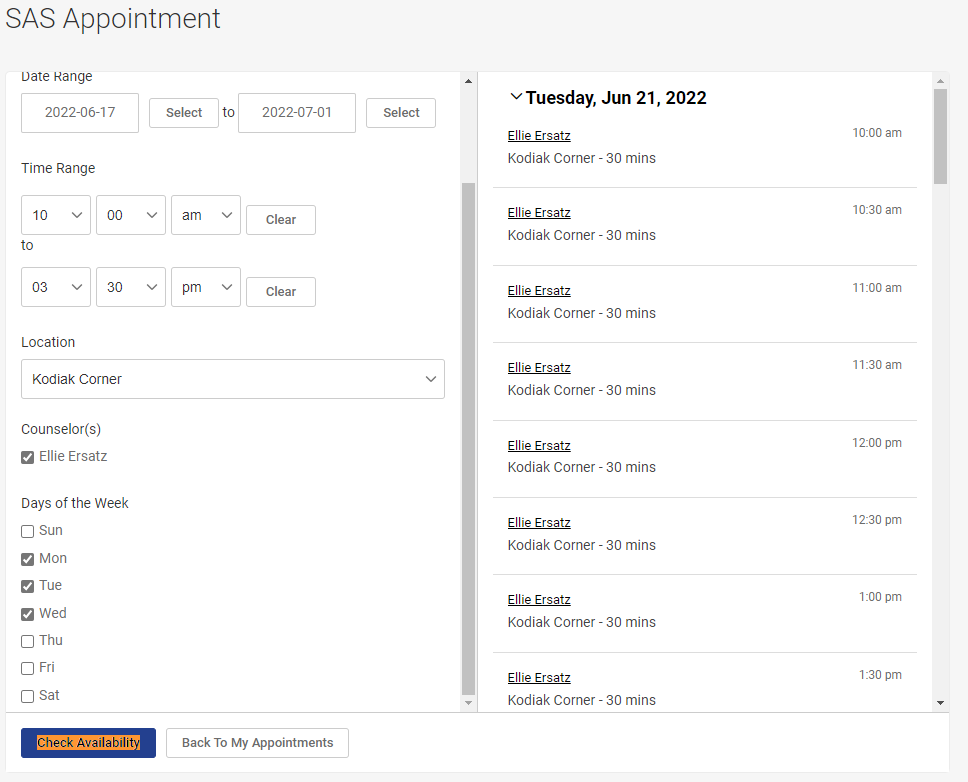 SAS Appointment
Date Range
2022-06-17 Select to 2022-07-01 Select
Time Range
10 00 am Clear
to
03 30 pm Clear
Location
Kodiak Corner
Counselor(s)
Ellie Ersatz
Days of the Week
Sun
Mon
Tue
Wed
Thu
Fri
Sat
Check Availability Back To My Appointments
Tuesday, Jun 21, 2022
Ellie Ersatz 10:00 am
Kodiak Corner - 30 mins
Ellie Ersatz 10:30 am
Kodiak Corner - 30 mins
Ellie Ersatz 11:00 am
Kodiak Corner - 30 mins
Ellie Ersatz 11:30 am
Kodiak Corner - 30 mins
Ellie Ersatz 12:00 pm
Kodiak Corner - 30 mins
Ellie Ersatz 12:30 pm
Kodiak Corner - 30 mins
Ellie Ersatz 1:00 pm
Kodiak Corner - 30 mins
Ellie Ersatz 1:30 pm
Kodiak Corner - 30 mins